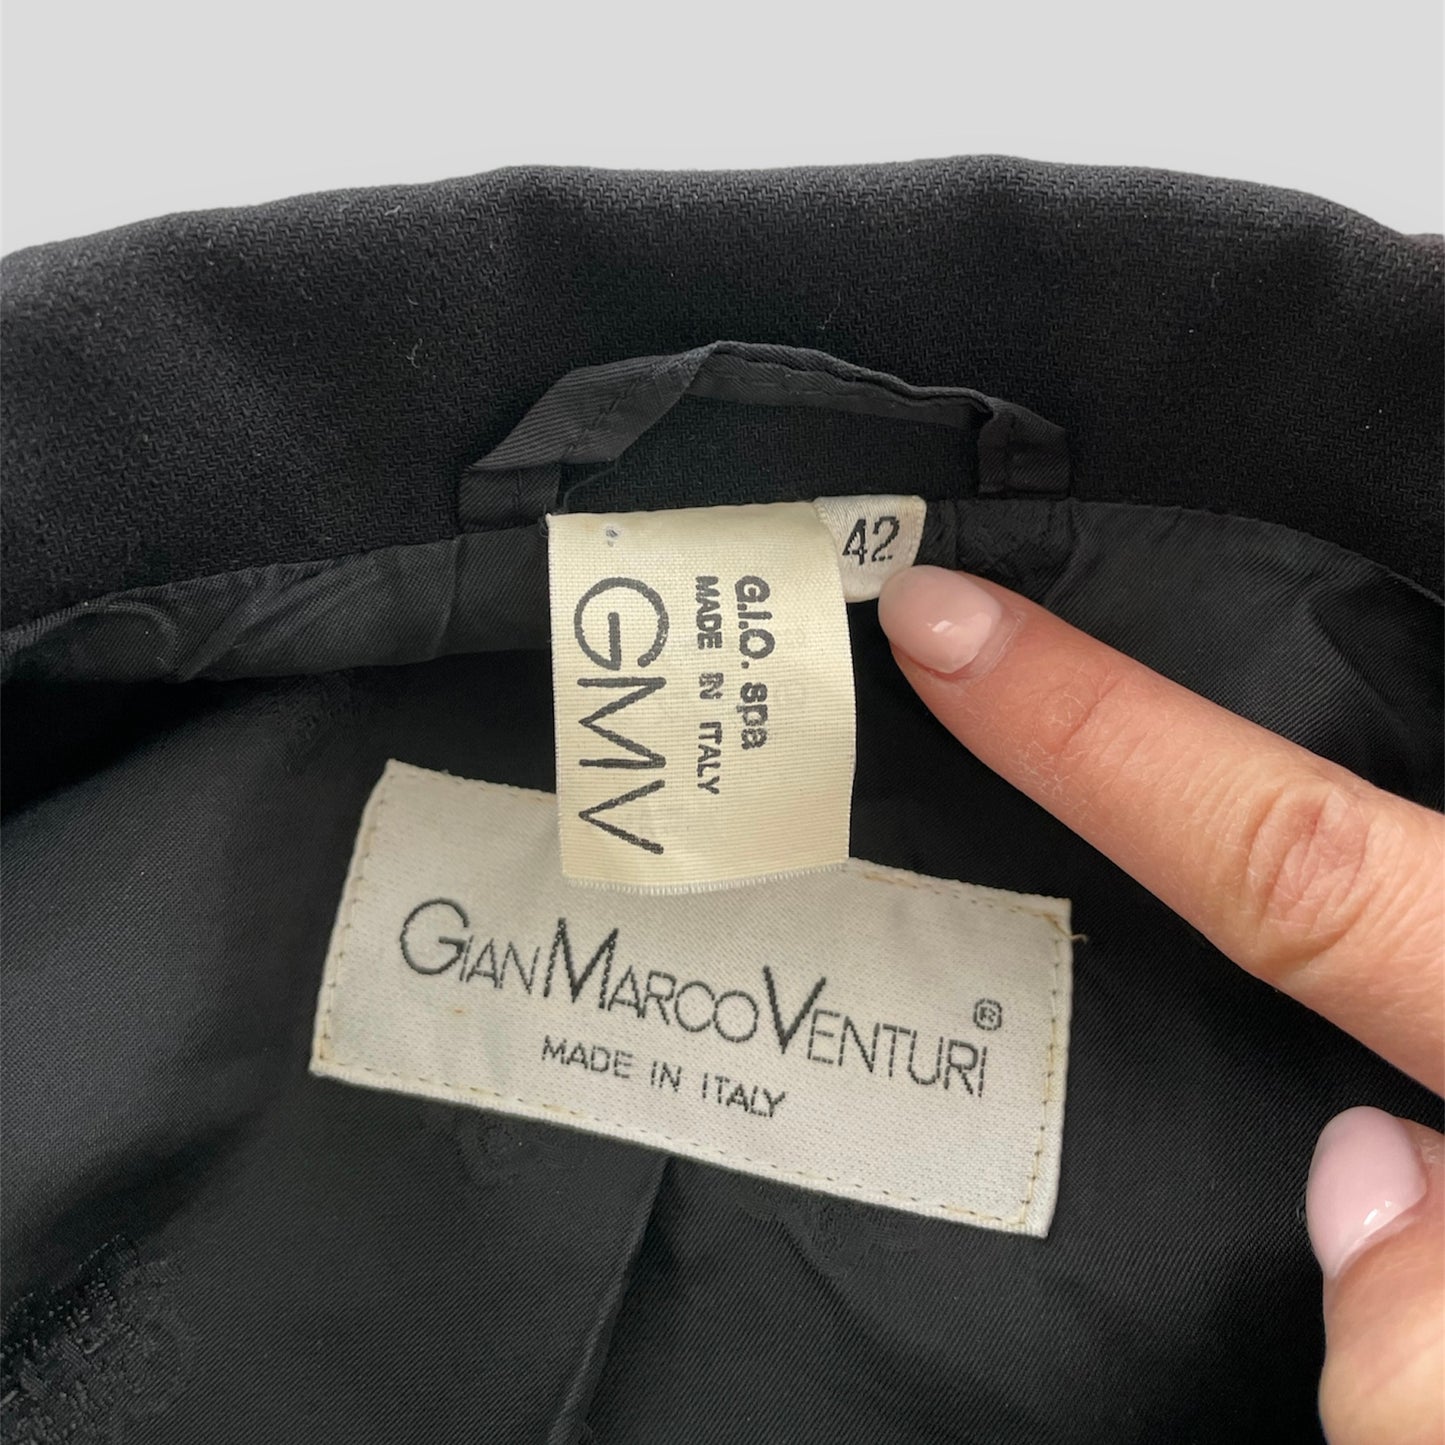 42
G.I.O. spa
MADE IN ITALY
GMV
GIANMARCOVENTURI®
MADE IN ITALY